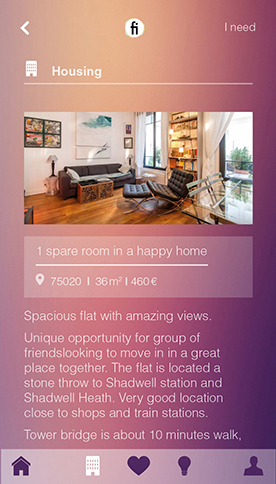 fi
I need
Housing
1 spare room in a happy home
75020 I 36m² I 460€
Spacious flat with amazing views.
Unique opportunity for group of
friendslooking to move in in a great
place together. The flat is located a
stone throw to Shadwell station and
Shadwell Heath. Very good location
close to shops and train stations.
Tower bridge is about 10 minutes walk,